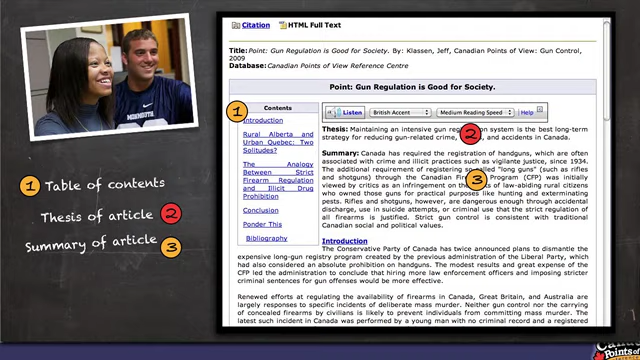 Citation HTML Full Text
Title: Point: Gun Regulation is Good for Society. By: Klassen, Jeff, Canadian Points of View: Gun Control,
2009
Database: Canadian Points of View Reference Centre
Point: Gun Regulation is Good for Society.
1
Contents
Introduction
Rural Alberta and
Urban Quebec: Two
Solitudes?
The Analogy
Between Strict
Firearm Regulation
and Illicit Drug
Prohibition
Conclusion
Ponder This
Bibliography
Listen British Accent Medium Reading Speed Help
2
Thesis: Maintaining an intensive gun system is the best long-term
strategy for reducing gun-related crime, and accidents in Canada.
3
Summary: Canada has required the registration of handguns, which are often
associated with crime and illicit practices such as vigilante justice, since 1934.
The additional requirement of registering so called "long guns" (such as rifles
and shotguns) through the Canadian Program (CFP) was initially
viewed by critics as an infringement on the of law-abiding rural citizens
who owned those guns for practical purposes like hunting and exterminating
pests. Rifles and shotguns, however, are dangerous enough through accidental
discharge, use in suicide attempts, or criminal use that the strict regulation
of all firearms is justified. Strict gun control is consistent with traditional
Canadian social and political values.
Introduction
The Conservative Party of Canada has twice announced plans to dismantle the
expensive long-gun registry program created by the previous administration of the Liberal Party, which
had also considered an absolute prohibition on handguns. The modest results and great expense of the
CFP led the administration to conclude that hiring more law enforcement officers and imposing stricter
criminal sentences for gun offences would be more effective.
Renewed efforts at regulating the availability of firearms in Canada, Great Britain, and Australia are
largely responses to specific incidents of deliberate mass murder. Neither gun control nor the carrying
of concealed firearms by civilians is likely to prevent individuals from committing mass murder. The
latest such incident in Canada was performed by a young man with no criminal record and a registered
1 Table of contents
Thesis of article 2
Summary of article 3
Points of